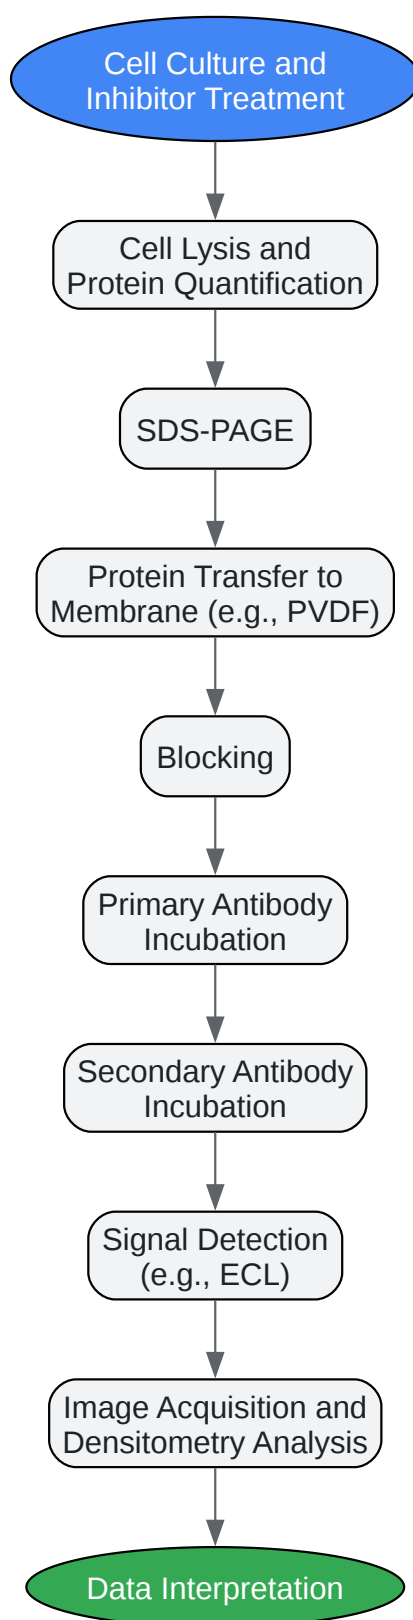 Cell Culture and
Inhibitor Treatment
Cell Lysis and
Protein Quantification
SDS-PAGE
Protein Transfer to
Membrane (e.g., PVDF)
Blocking
Primary Antibody
Incubation
Secondary Antibody
Incubation
Signal Detection
(e.g., ECL)
Image Acquisition and
Densitometry Analysis
Data Interpretation